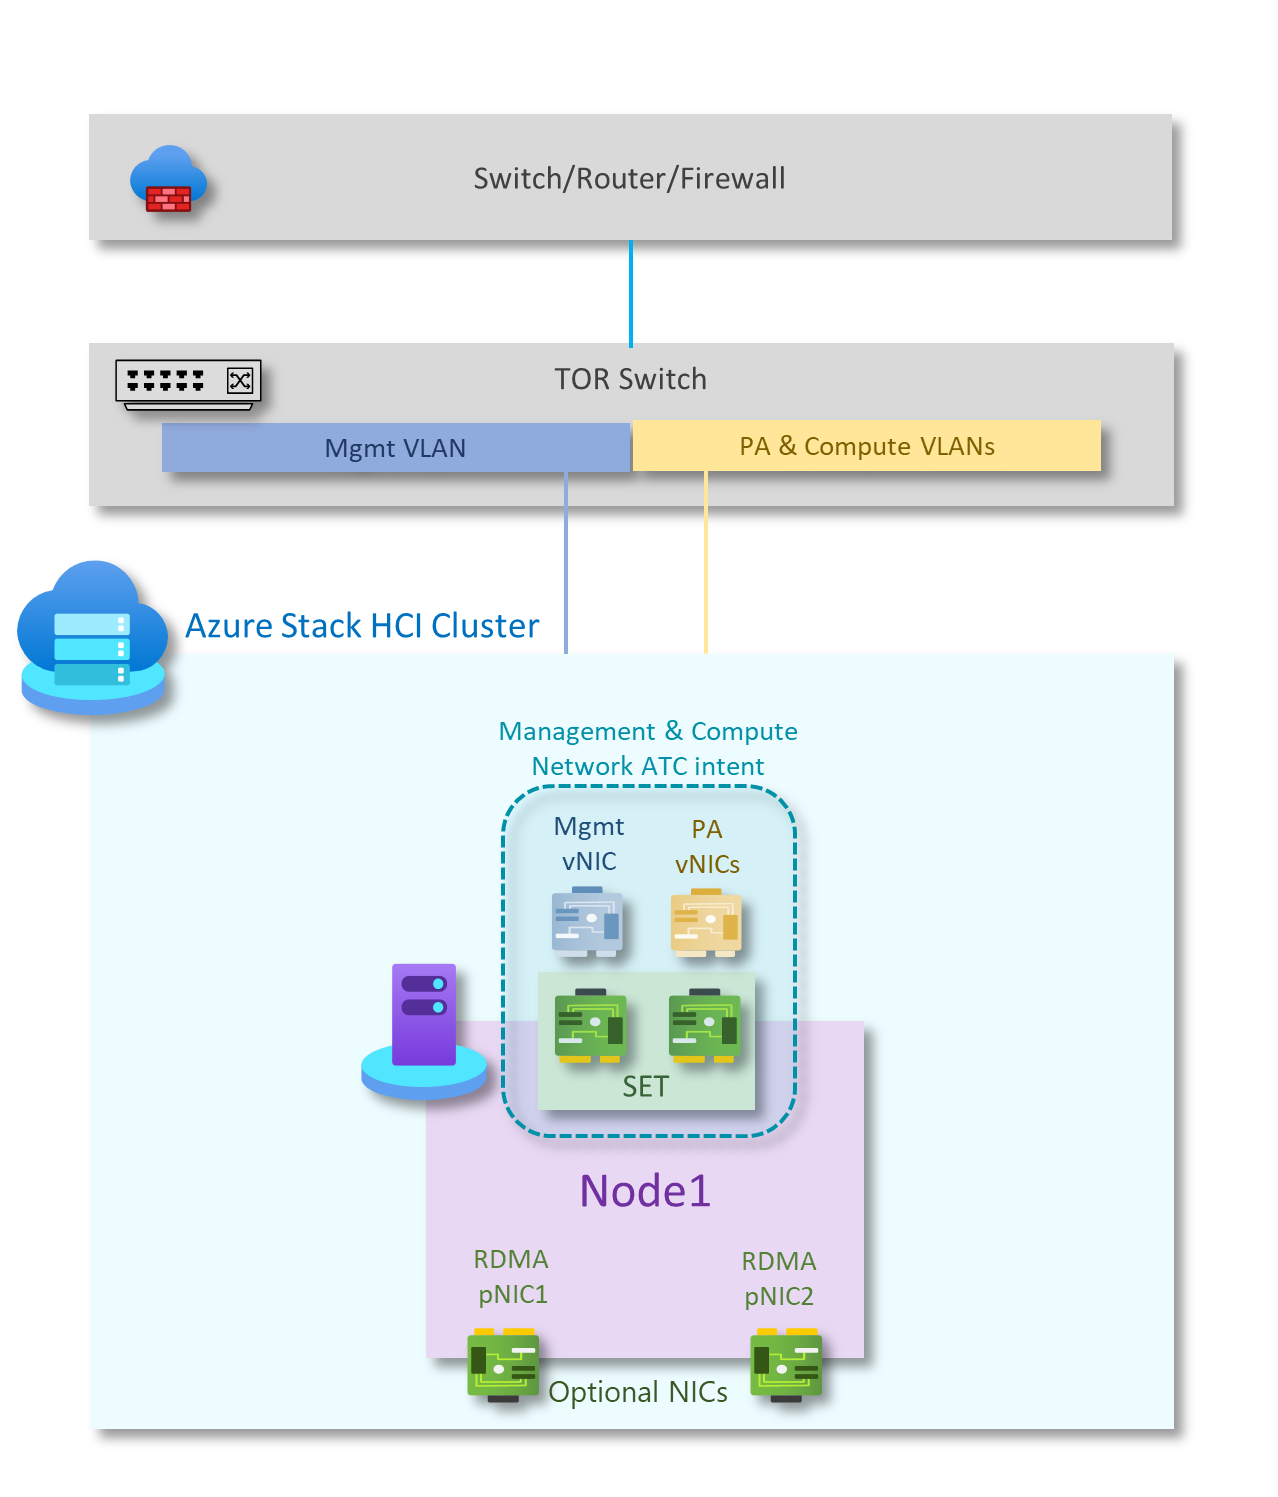 Switch/Router/Firewall
TOR Switch
Mgmt VLAN
PA & Compute VLANs
Azure Stack HCI Cluster
Management & Compute
Network ATC intent
Mgmt
vNIC
PA
vNICs
SET
Node1
RDMA
pNIC1
RDMA
pNIC2
Optional NICs